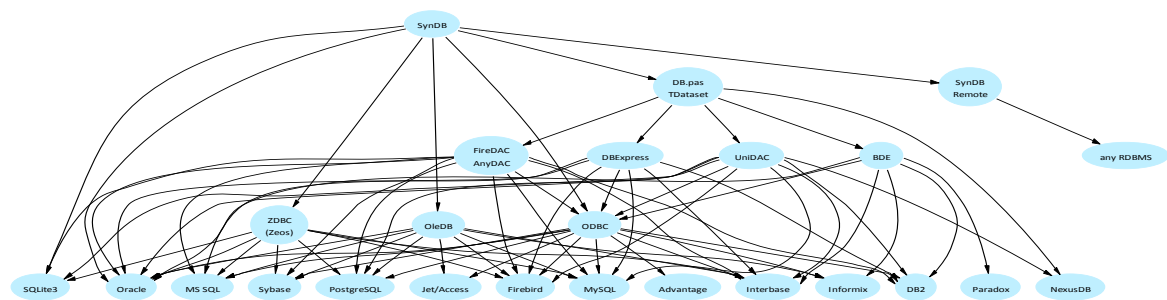 SynDB
DB.pas
TDataset
SynDB
Remote
FireDAC
AnyDAC
DBExpress
UniDAC
BDE
any RDBMS
ZDBC
(Zeos)
OleDB
ODBC
SQLite3
Oracle
MS SQL
Sybase
PostgreSQL
Jet/Access
Firebird
MySQL
Advantage
Interbase
Informix
DB2
Paradox
NexusDB